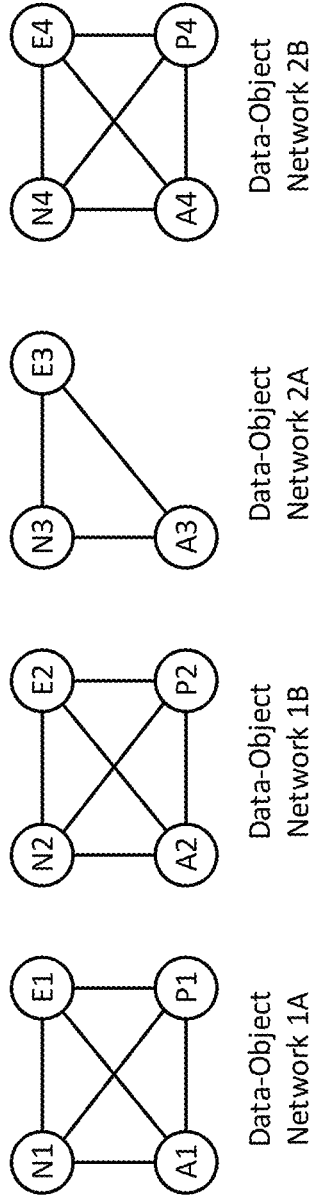 N1 E1
A1 P1
Data-Object
Network 1A
N2 E2
A2 P2
Data-Object
Network 1B
N3 E3
A3
Data-Object
Network 2A
N4 E4
A4 P4
Data-Object
Network 2B